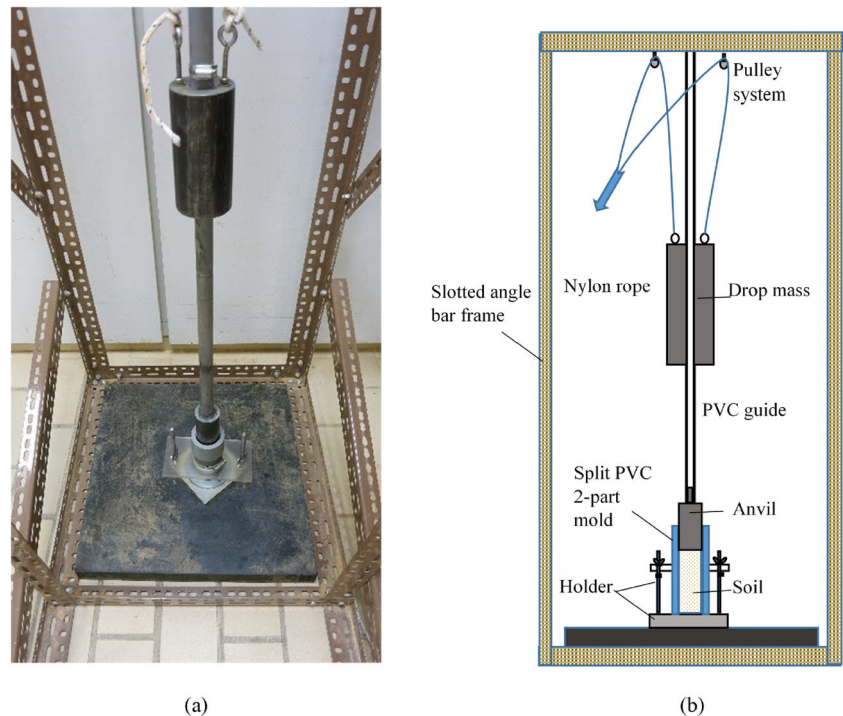 Pulley
system
Slotted angle
bar frame
Nylon rope
Drop mass
PVC guide
Split PVC
2-part
mold
Anvil
Holder
Soil
(a)
(b)